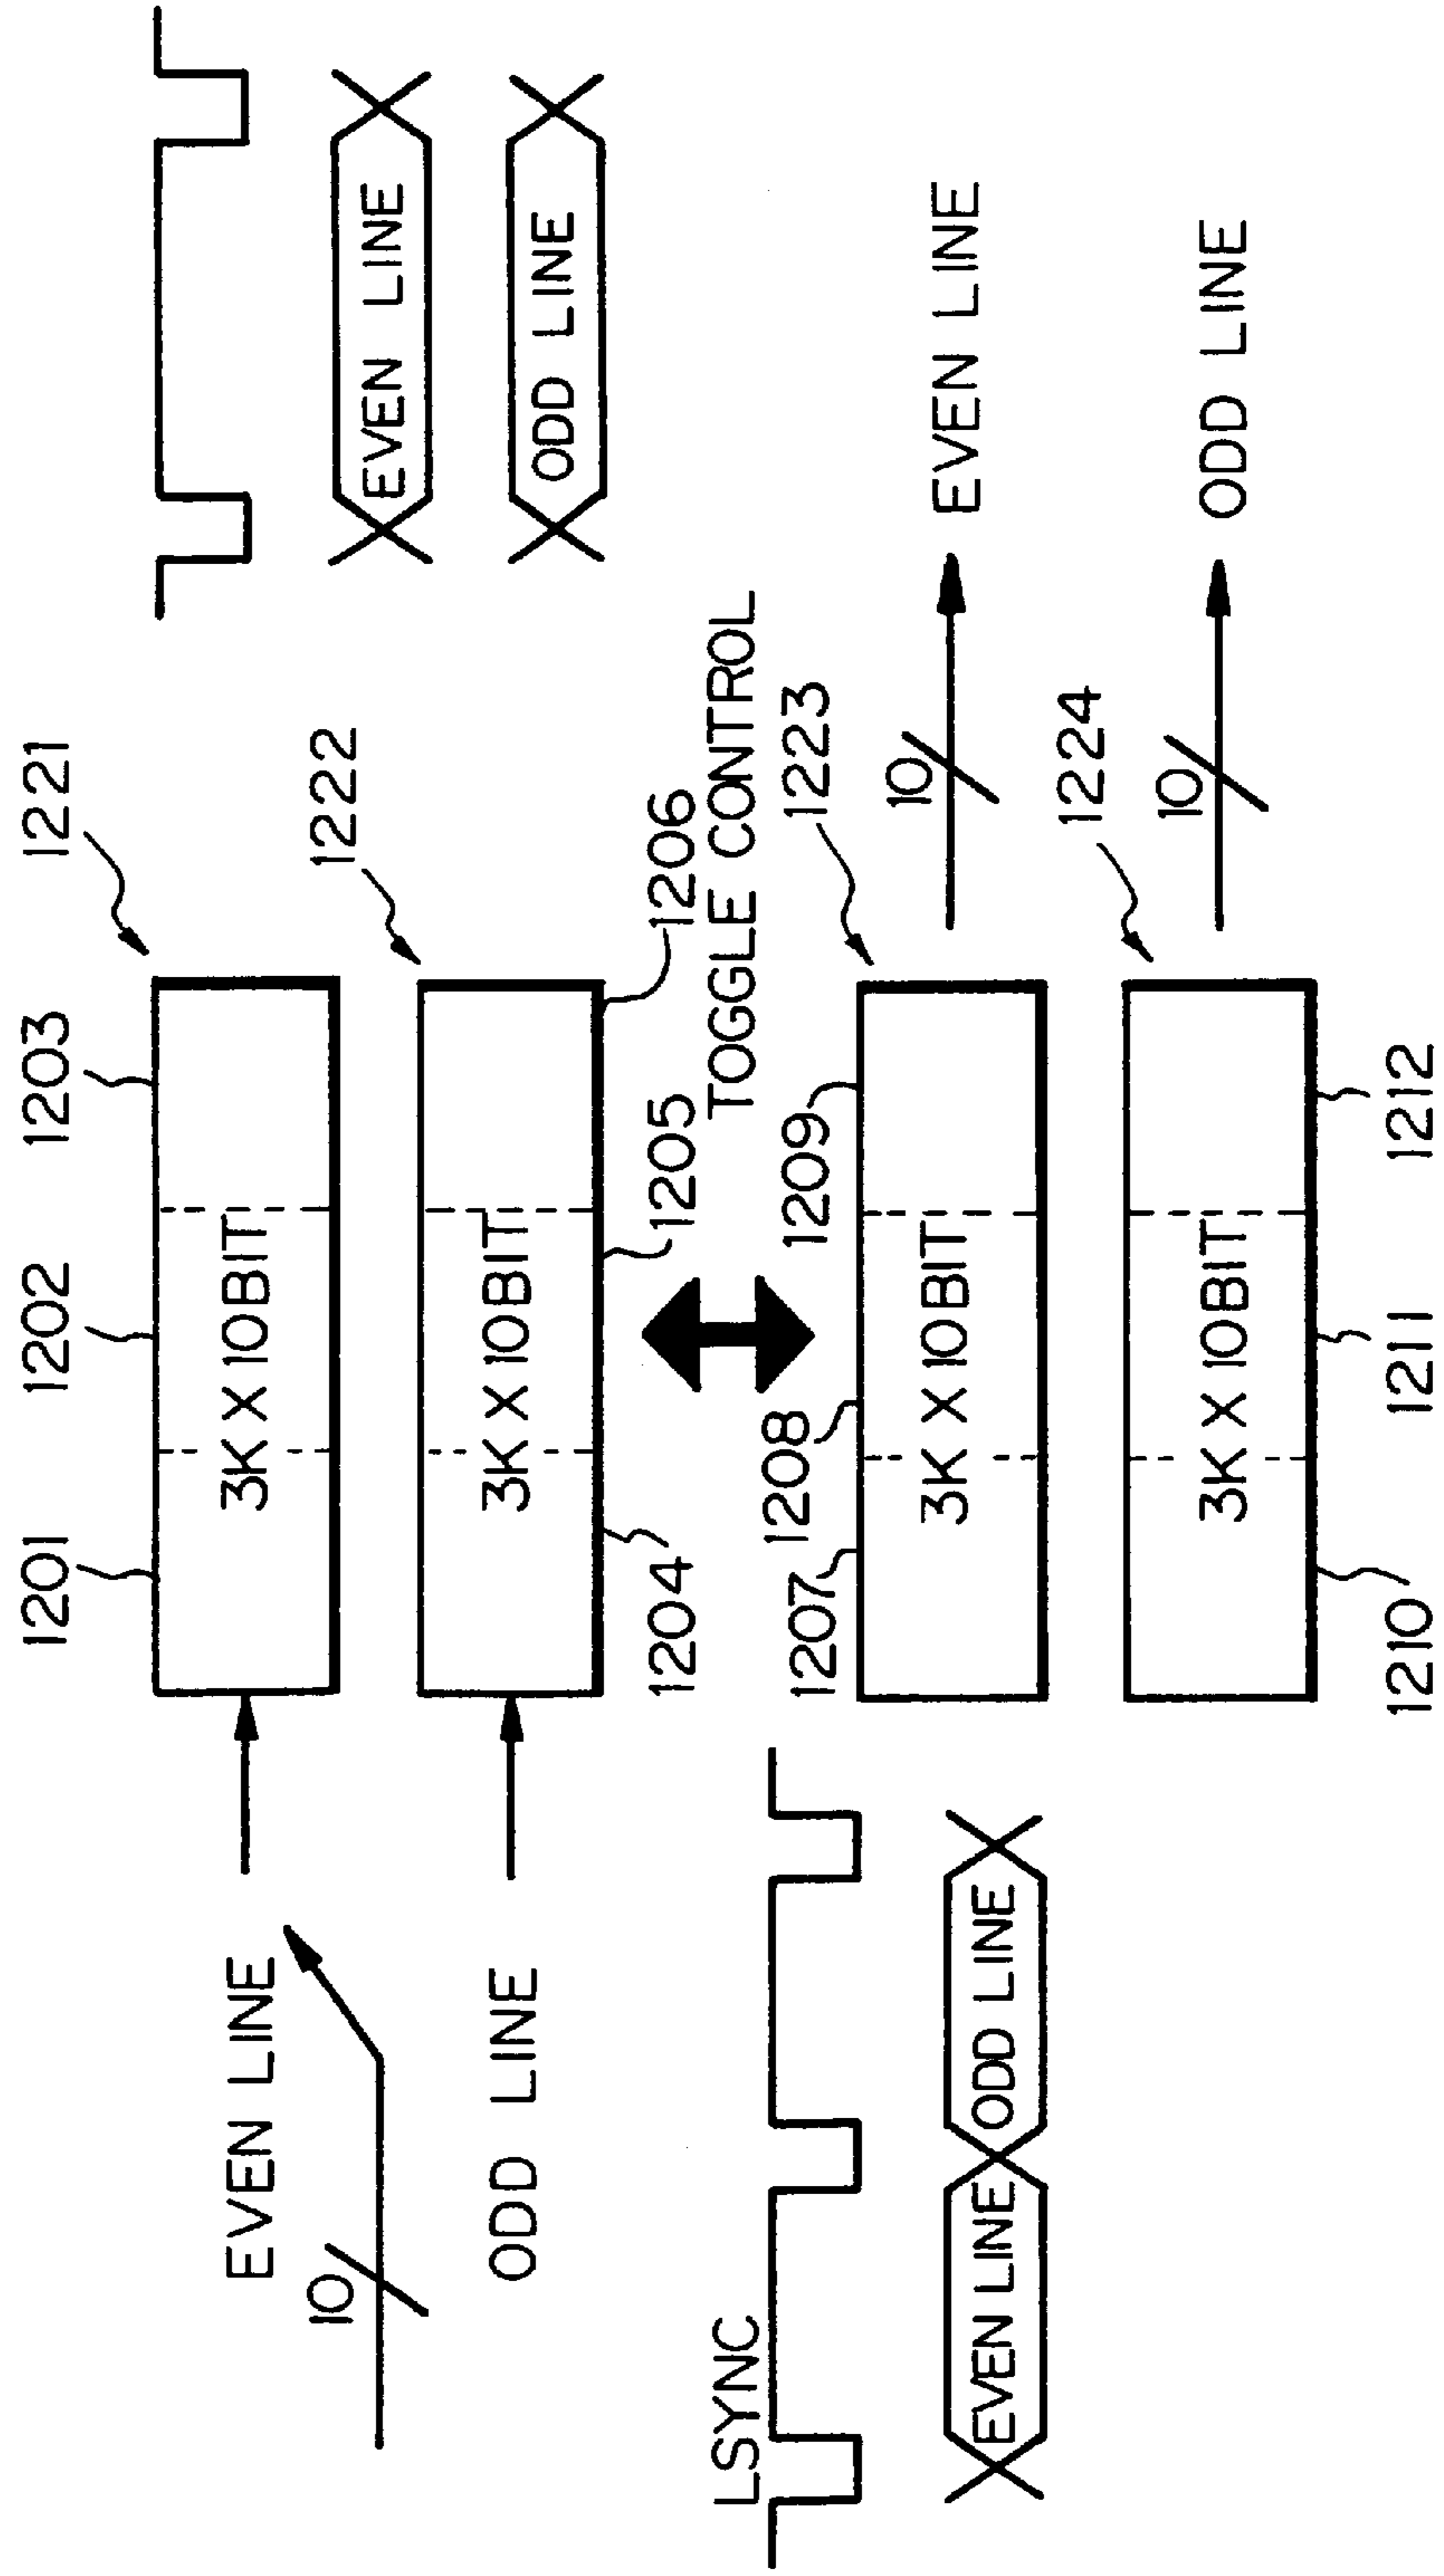 1201
1202
1203
1221
EVEN LINE
3K X 10BIT
EVEN LINE
10
1222
ODD LINE
3K X 10BIT
ODD LINE
1204
1205
1206
TOGGLE CONTROL
LSYNC
1207
1208
1209
1223
EVEN LINE
ODD LINE
3K X 10BIT
10
EVEN LINE
1224
3K X 10BIT
10
ODD LINE
1210
1211
1212